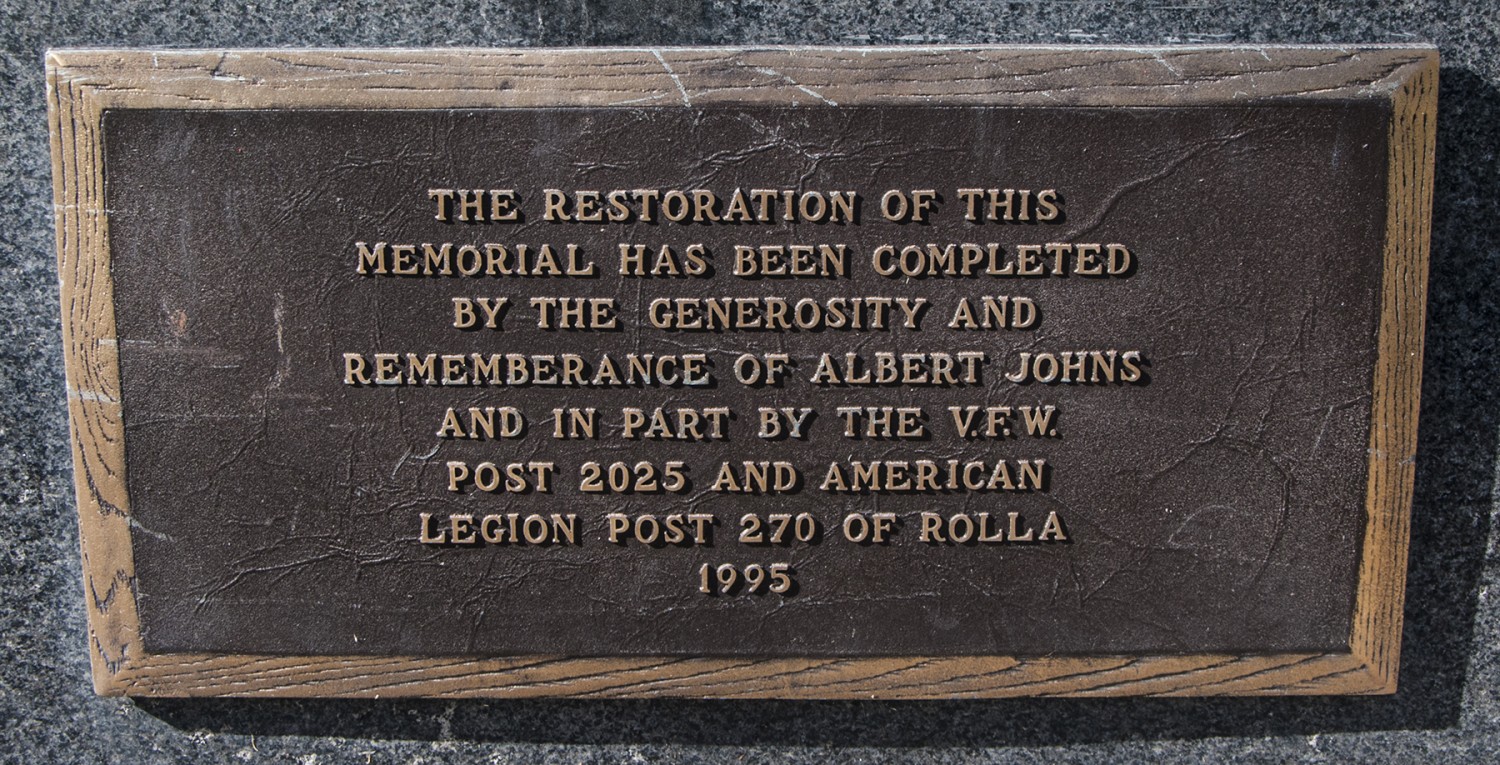 THE RESTORATION OF THIS
MEMORIAL HAS BEEN COMPLETED
BY THE GENEROSITY AND
REMEMBERANCE OF ALBERT JOHNS
AND IN PART BY THE V.F.W.
POST 2025 AND AMERICAN
LEGION POST 270 OF ROLLA
1995